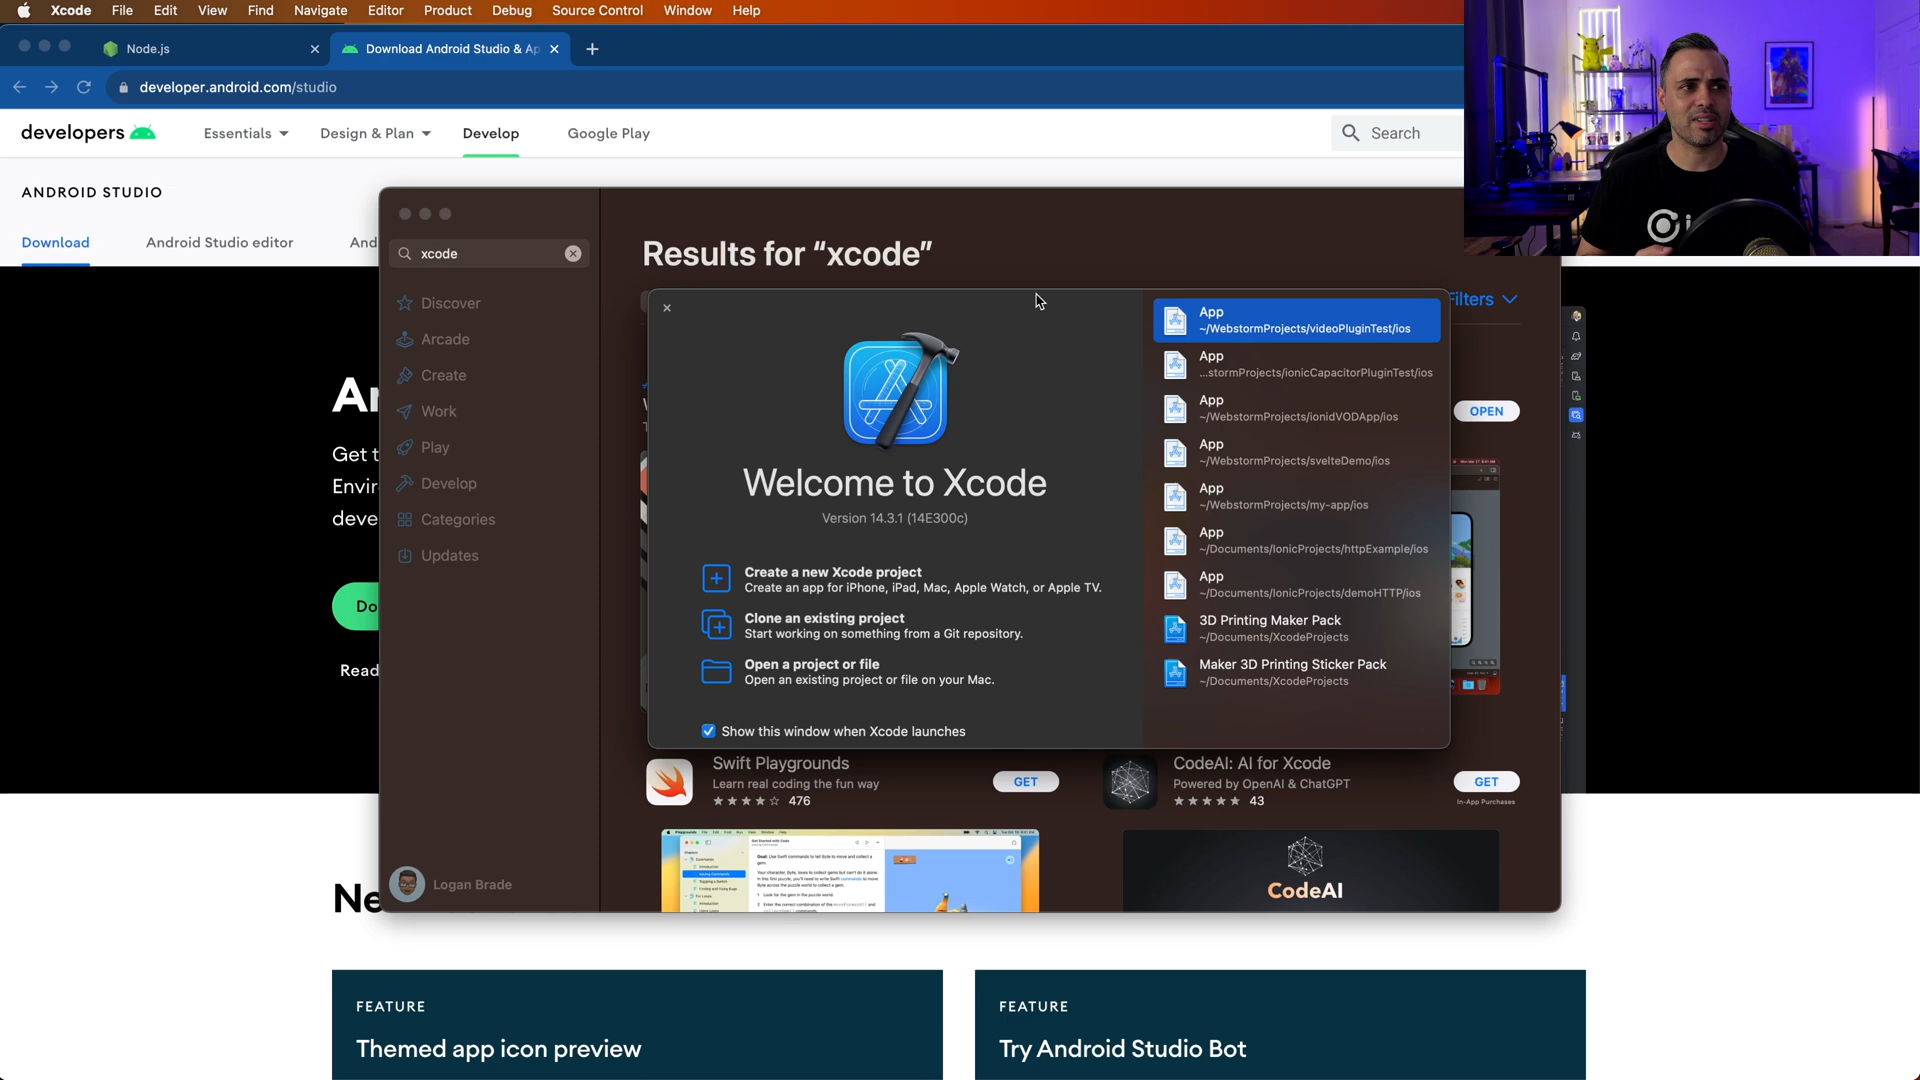 Xcode File Edit View Find Navigate Editor Product Debug Source Control Window Help
Node.js
Download Android Studio & Ap
developer.android.com/studio
developers
Essentials
Design & Plan
Develop
Google Play
Search
ANDROID STUDIO
Download
Android Studio editor
And
xcode
Discover
Arcade
Create
Work
Play
Develop
Categories
Updates
Logan Brade
Results for “xcode”
Filters
OPEN
Welcome to Xcode
Version 14.3.1 (14E300c)
Create a new Xcode project
Create an app for iPhone, iPad, Mac, Apple Watch, or Apple TV.
Clone an existing project
Start working on something from a Git repository.
Open a project or file
Open an existing project or file on your Mac.
Show this window when Xcode launches
App
~/WebstormProjects/videoPluginTest/ios
App
...stormProjects/ionicCapacitorPluginTest/ios
App
~/WebstormProjects/ionidVODApp/ios
App
~/WebstormProjects/svelteDemo/ios
App
~/WebstormProjects/my-app/ios
App
~/Documents/IonicProjects/httpExample/ios
App
~/Documents/IonicProjects/demoHTTP/ios
3D Printing Maker Pack
~/Documents/XcodeProjects
Maker 3D Printing Sticker Pack
~/Documents/XcodeProjects
Swift Playgrounds
Learn real coding the fun way
476
GET
CodeAI: AI for Xcode
Powered by OpenAI & ChatGPT
43
GET
In-App Purchases
CodeAI
Get t
Envir
deve
Do
Read
Ne
FEATURE
Themed app icon preview
FEATURE
Try Android Studio Bot